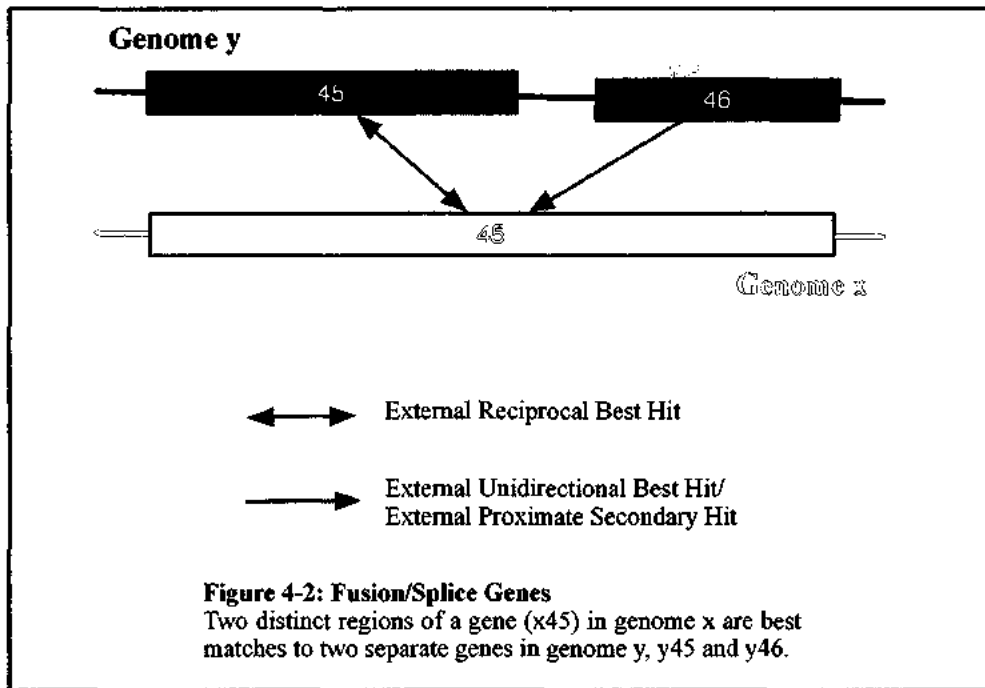 Genome y
45
46
45
Genome x
External Reciprocal Best Hit
External Unidirectional Best Hit/
External Proximate Secondary Hit
Figure 4-2: Fusion/Splice Genes
Two distinct regions of a gene (x45) in genome x are best
matches to two separate genes in genome y, y45 and y46.